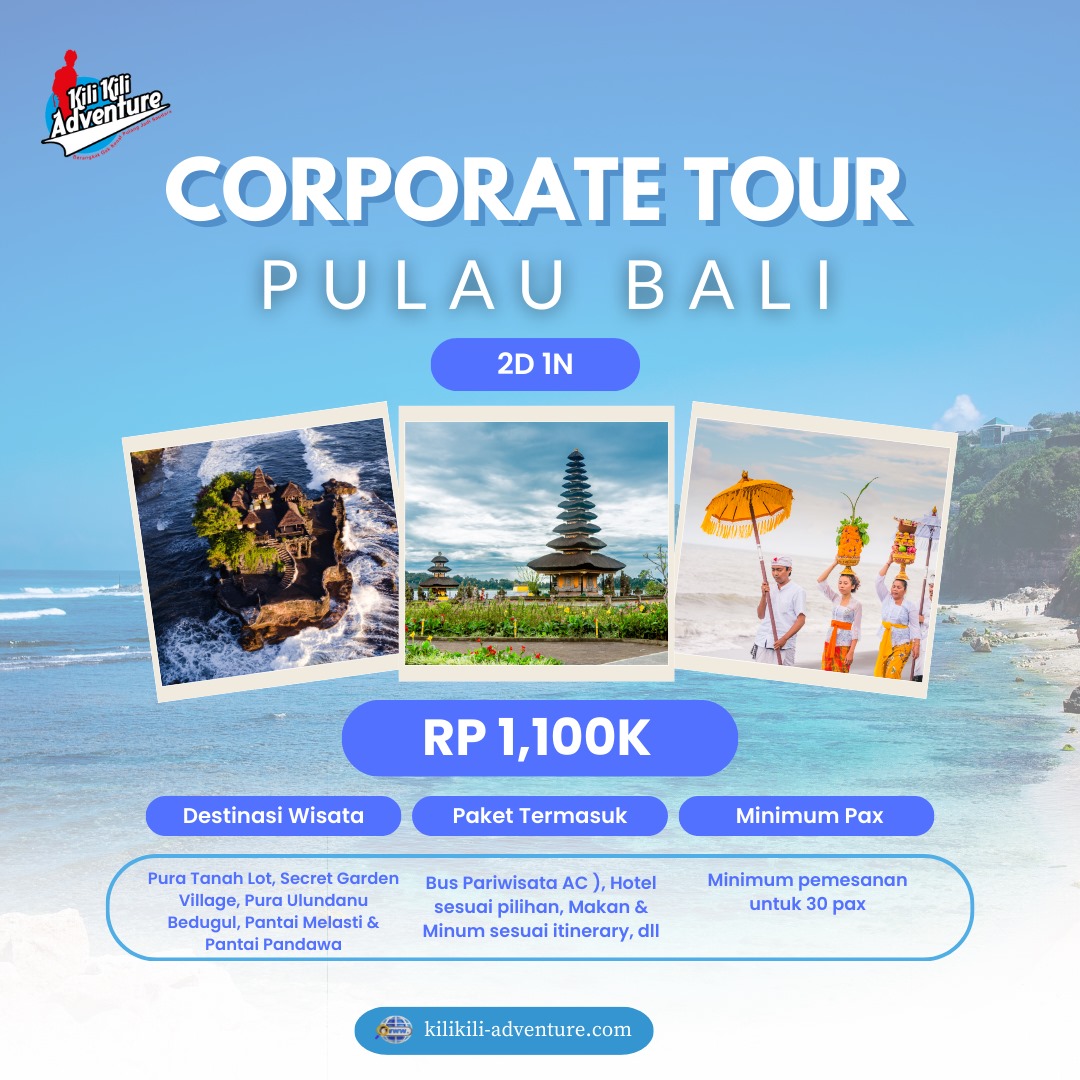 Kili Kili
Adventure
CORPORATE TOUR
PULAU BALI
2D 1N
RP 1,100K
Destinasi Wisata
Pura Tanah Lot, Secret Garden
Village, Pura Ulundanu
Bedugul, Pantai Melasti &
Pantai Pandawa
Paket Termasuk
Bus Pariwisata AC ), Hotel
sesuai pilihan, Makan &
Minum sesuai itinerary, dll
Minimum Pax
Minimum pemesanan
untuk 30 pax
kilikili-adventure.com